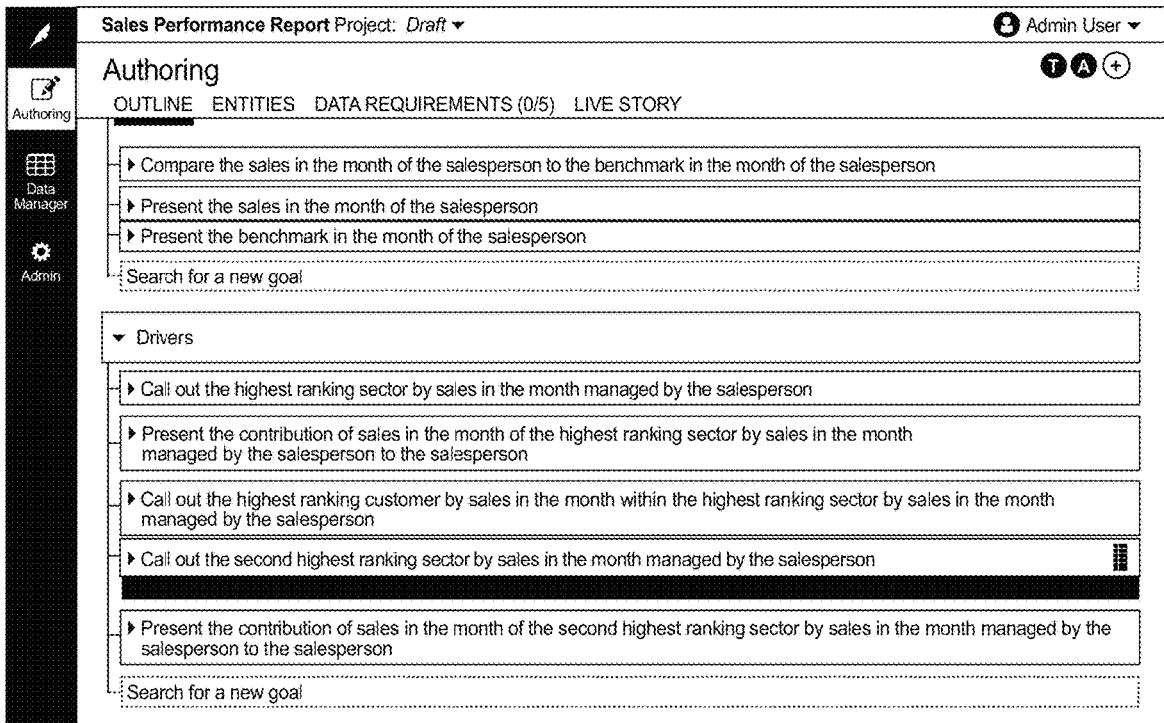 Sales Performance Report Project: Draft
Admin User
Authoring
T A +
OUTLINE ENTITIES DATA REQUIREMENTS (0/5) LIVE STORY
Authoring
Data
Manager
Admin
Compare the sales in the month of the salesperson to the benchmark in the month of the salesperson
Present the sales in the month of the salesperson
Present the benchmark in the month of the salesperson
Search for a new goal
Drivers
Call out the highest ranking sector by sales in the month managed by the salesperson
Present the contribution of sales in the month of the highest ranking sector by sales in the month
managed by the salesperson to the salesperson
Call out the highest ranking customer by sales in the month within the highest ranking sector by sales in the month
managed by the salesperson
Call out the second highest ranking sector by sales in the month managed by the salesperson
Present the contribution of sales in the month of the second highest ranking sector by sales in the month managed by the
salesperson to the salesperson
Search for a new goal